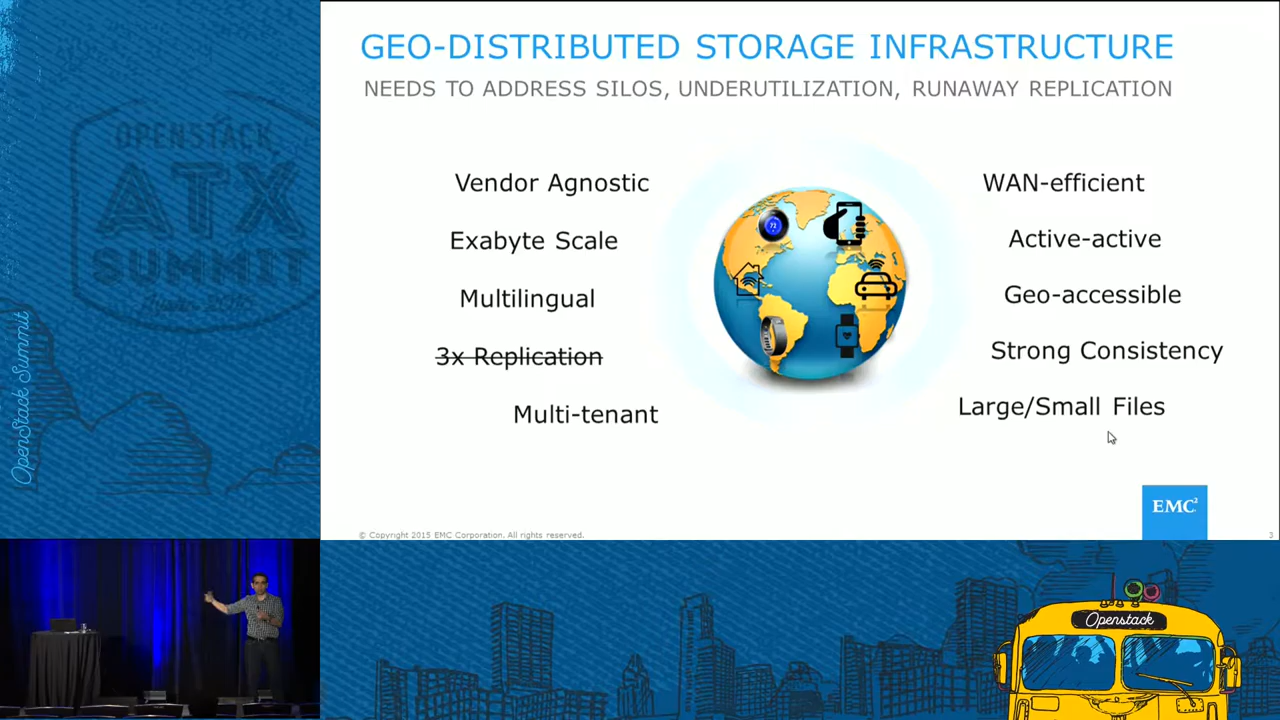 GEO-DISTRIBUTED STORAGE INFRASTRUCTURE
NEEDS TO ADDRESS SILOS, UNDERUTILIZATION, RUNAWAY REPLICATION
Vendor Agnostic
Exabyte Scale
Multilingual
3x Replication
Multi-tenant
72
WAN-efficient
Active-active
Geo-accessible
Strong Consistency
Large/Small Files
EMC²
© Copyright 2015 EMC Corporation. All rights reserved.
3
OPENSTACK
ATX
SUMMIT
OpenStack Summit
Openstack